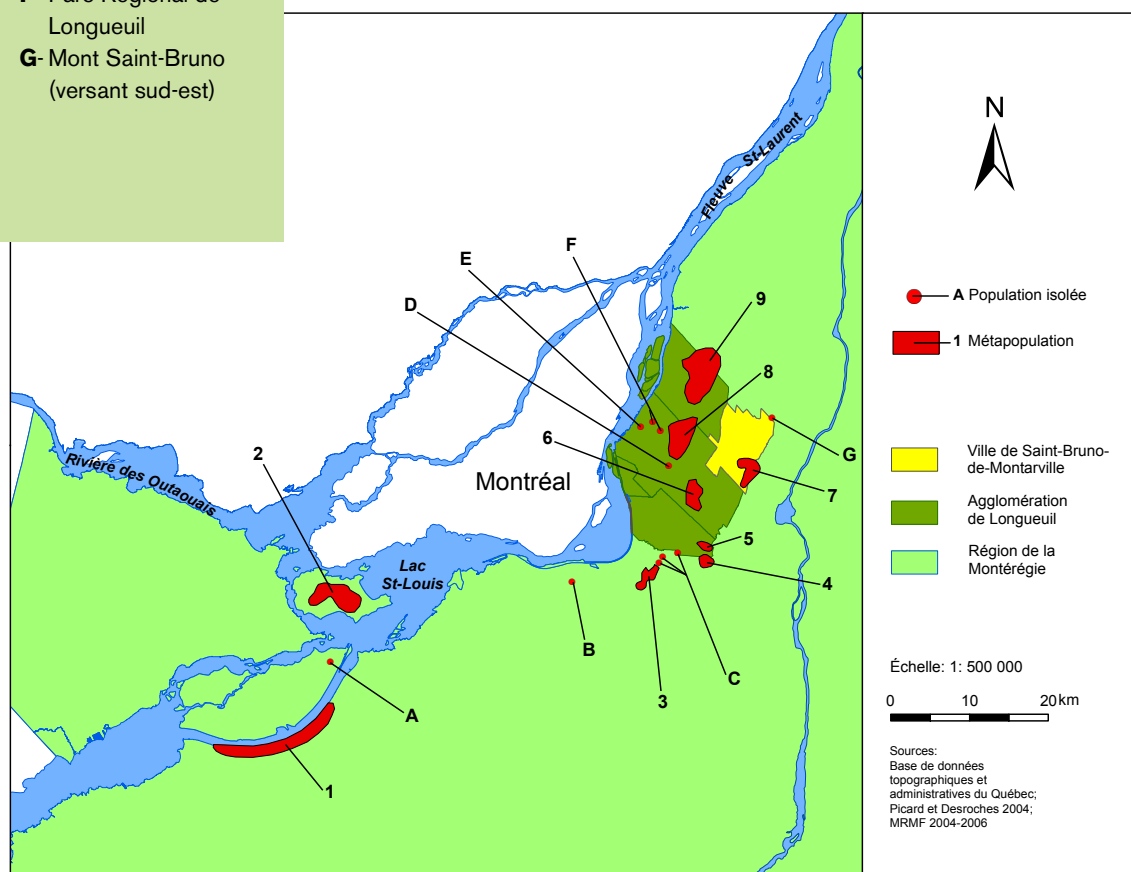 Longueuil
G- Mont Saint-Bruno
(versant sud-est)
N
Fleuve St-Laurent
F
E
D
9
8
A Population isolée
1 Métapopulation
6
2
Rivière des Outaouais
Montréal
G
7
Ville de Saint-Bruno-
de-Montarville
Agglomération
de Longueuil
Région de la
Montérégie
5
4
Lac
St-Louis
B
C
3
A
1
Échelle: 1: 500 000
0 10 20 km
Sources:
Base de données
topographiques et
administratives du Québec;
Picard et Desroches 2004;
MRMF 2004-2006